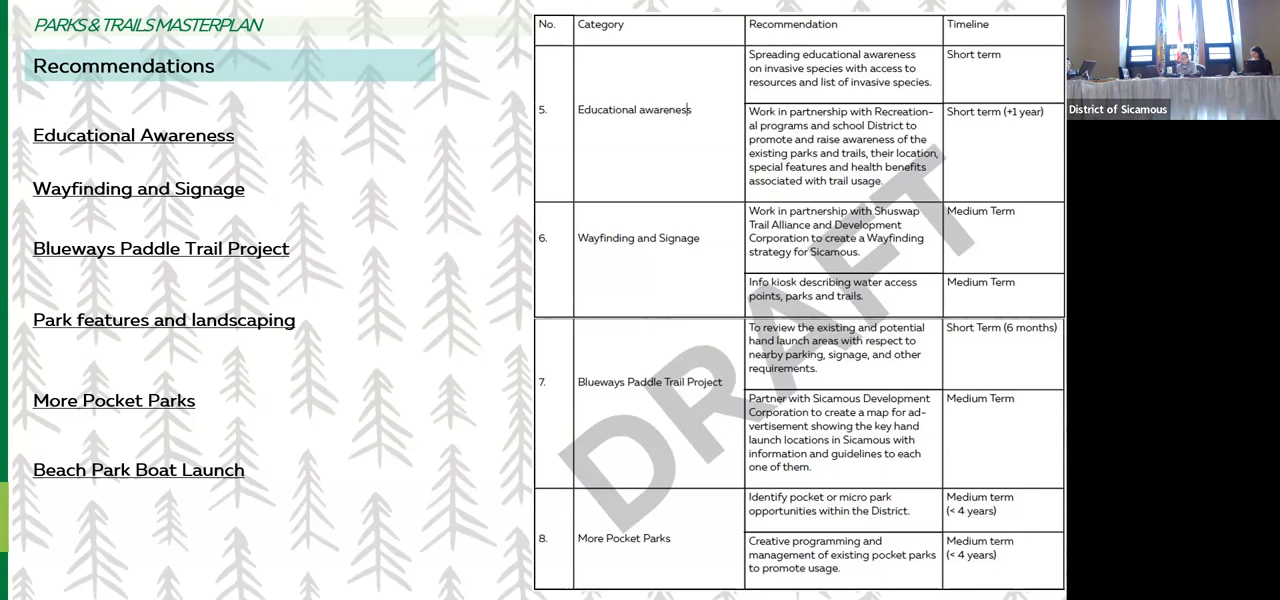 PARKS & TRAILS MASTERPLAN
Recommendations
Educational Awareness
Wayfinding and Signage
Blueways Paddle Trail Project
Park features and landscaping
More Pocket Parks
Beach Park Boat Launch
No. Category Recommendation Timeline
5. Educational awareness
Spreading educational awareness
on invasive species with access to
resources and list of invasive species.
Short term
Work in partnership with Recreation-
al programs and school District to
promote and raise awareness of the
existing parks and trails, their location,
special features and health benefits
associated with trail usage.
Short term (+1 year)
6. Wayfinding and Signage
Work in partnership with Shuswap
Trail Alliance and Development
Corporation to create a Wayfinding
strategy for Sicamous.
Medium Term
Info kiosk describing water access
points, parks and trails.
Medium Term
7. Blueways Paddle Trail Project
To review the existing and potential
hand launch areas with respect to
nearby parking, signage, and other
requirements.
Short Term (6 months)
Partner with Sicamous Development
Corporation to create a map for ad-
vertisement showing the key hand
launch locations in Sicamous with
information and guidelines to each
one of them.
Medium Term
8. More Pocket Parks
Identify pocket or micro park
opportunities within the District.
Medium term
(< 4 years)
Creative programming and
management of existing pocket parks
to promote usage.
Medium term
(< 4 years)
DRAFT
District of Sicamous